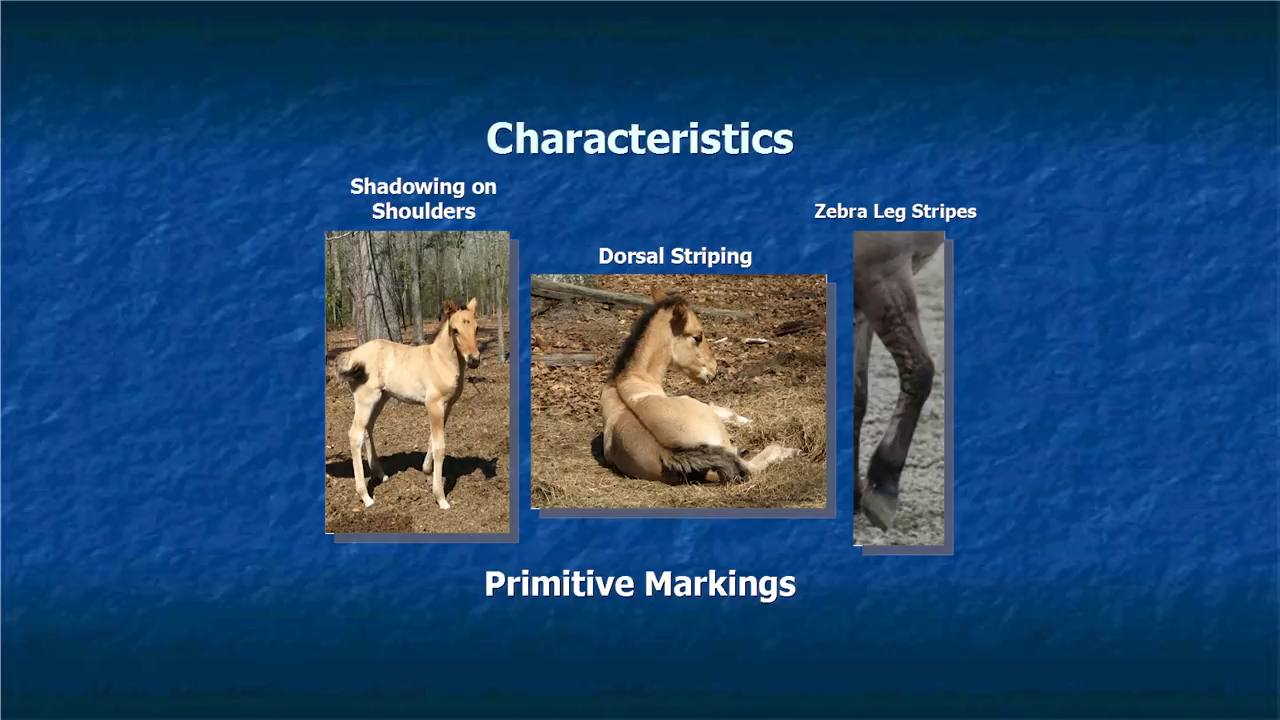 Characteristics
Shadowing on
Shoulders
Dorsal Striping
Zebra Leg Stripes
Primitive Markings